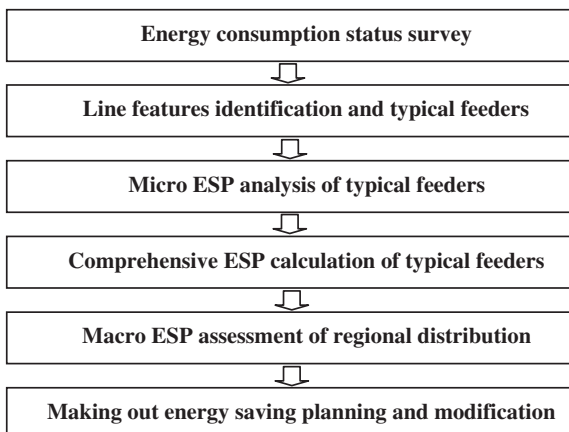 Energy consumption status survey
Line features identification and typical feeders
Micro ESP analysis of typical feeders
Comprehensive ESP calculation of typical feeders
Macro ESP assessment of regional distribution
Making out energy saving planning and modification